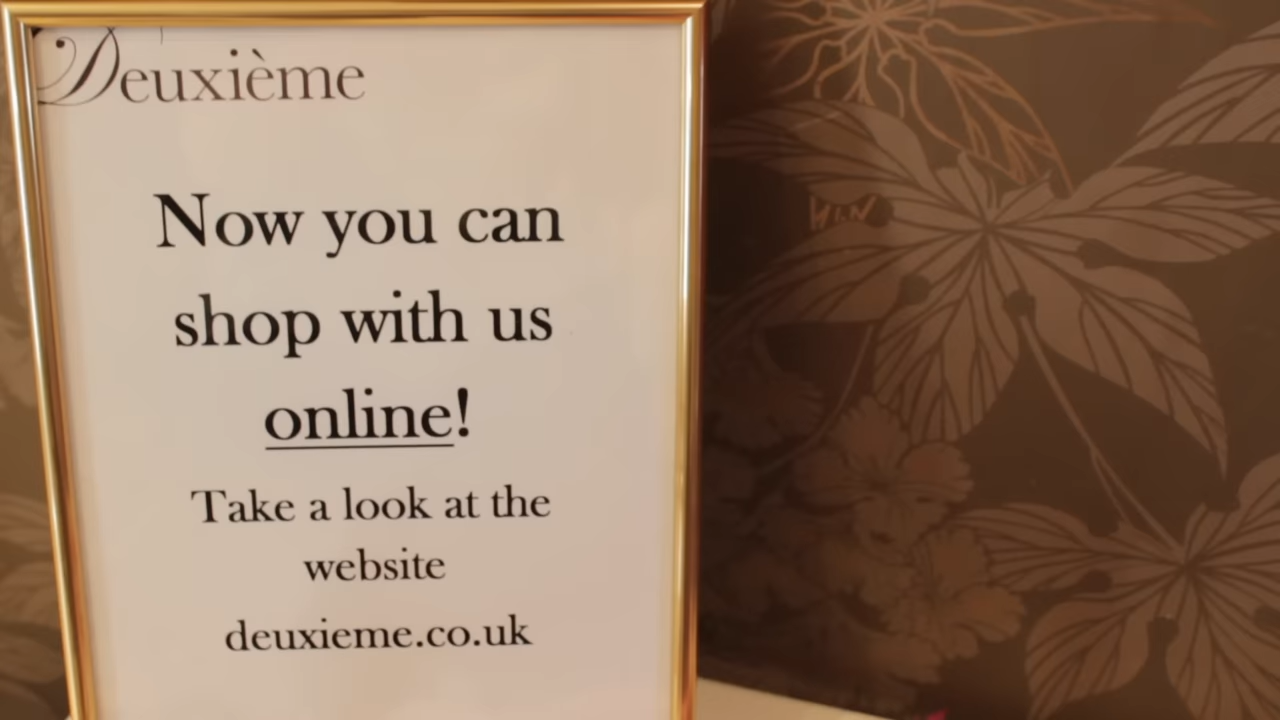 Deuxième
Now you can
shop with us
online!
Take a look at the
website
deuxieme.co.uk